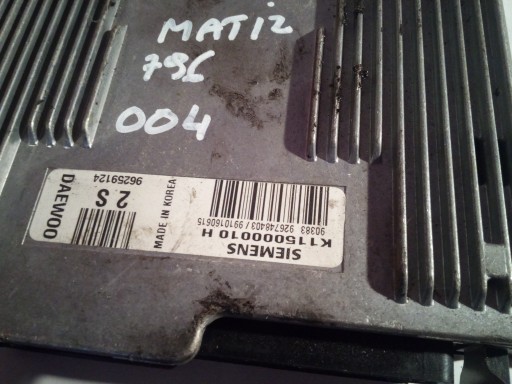 MATIZ
796
004
SIEMENS
K115000010 H
90383 926748403 / 9910160615
MADE IN KOREA
2 S
96259124
DAEWOO